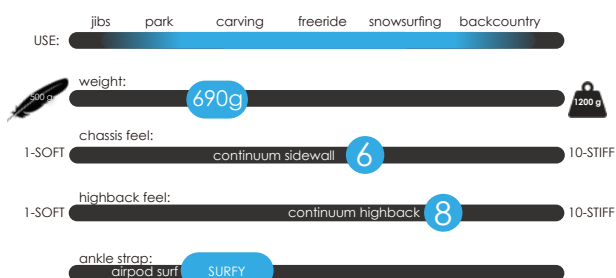 jibs park carving freeride snowsurfing backcountry
USE:
weight:
500 g 690g 1200 g
chassis feel:
1-SOFT continuum sidewall 6 10-STIFF
highback feel:
1-SOFT continuum highback 8 10-STIFF
ankle strap:
airpod surf SURFY